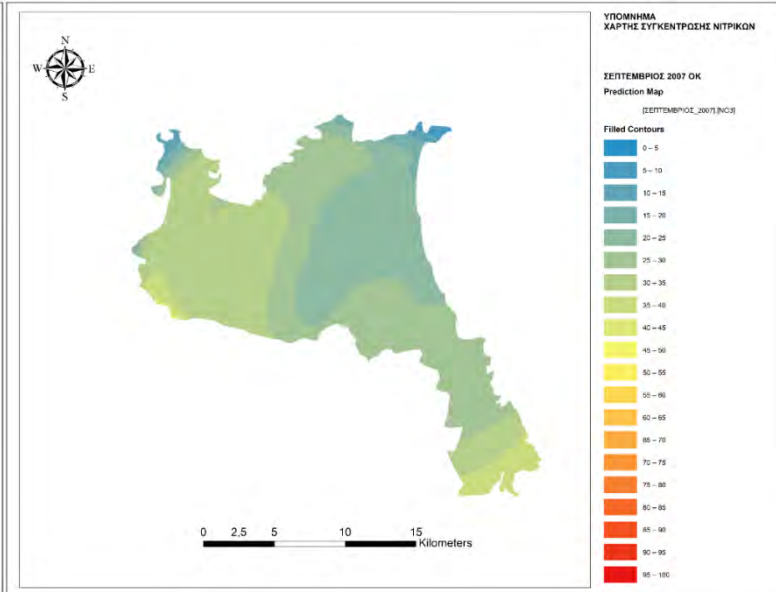 ΥΠΟΜΝΗΜΑ
ΧΑΡΤΗΣ ΣΥΓΚΕΝΤΡΩΣΗΣ ΝΙΤΡΙΚΩΝ
ΣΕΠΤΕΜΒΡΙΟΣ 2007 ΟΚ
Prediction Map
[ΣΕΠΤΕΜΒΡΙΟΣ_2007].[NO3]
Filled Contours
0 – 5
5 – 10
10 – 15
15 – 20
20 – 25
25 – 30
30 – 35
35 – 40
40 – 45
45 – 50
50 – 55
55 – 60
60 – 65
65 – 70
70 – 75
75 – 80
80 – 85
85 – 90
90 – 95
95 – 100
N
W E
S
0 2,5 5 10 15
Kilometers